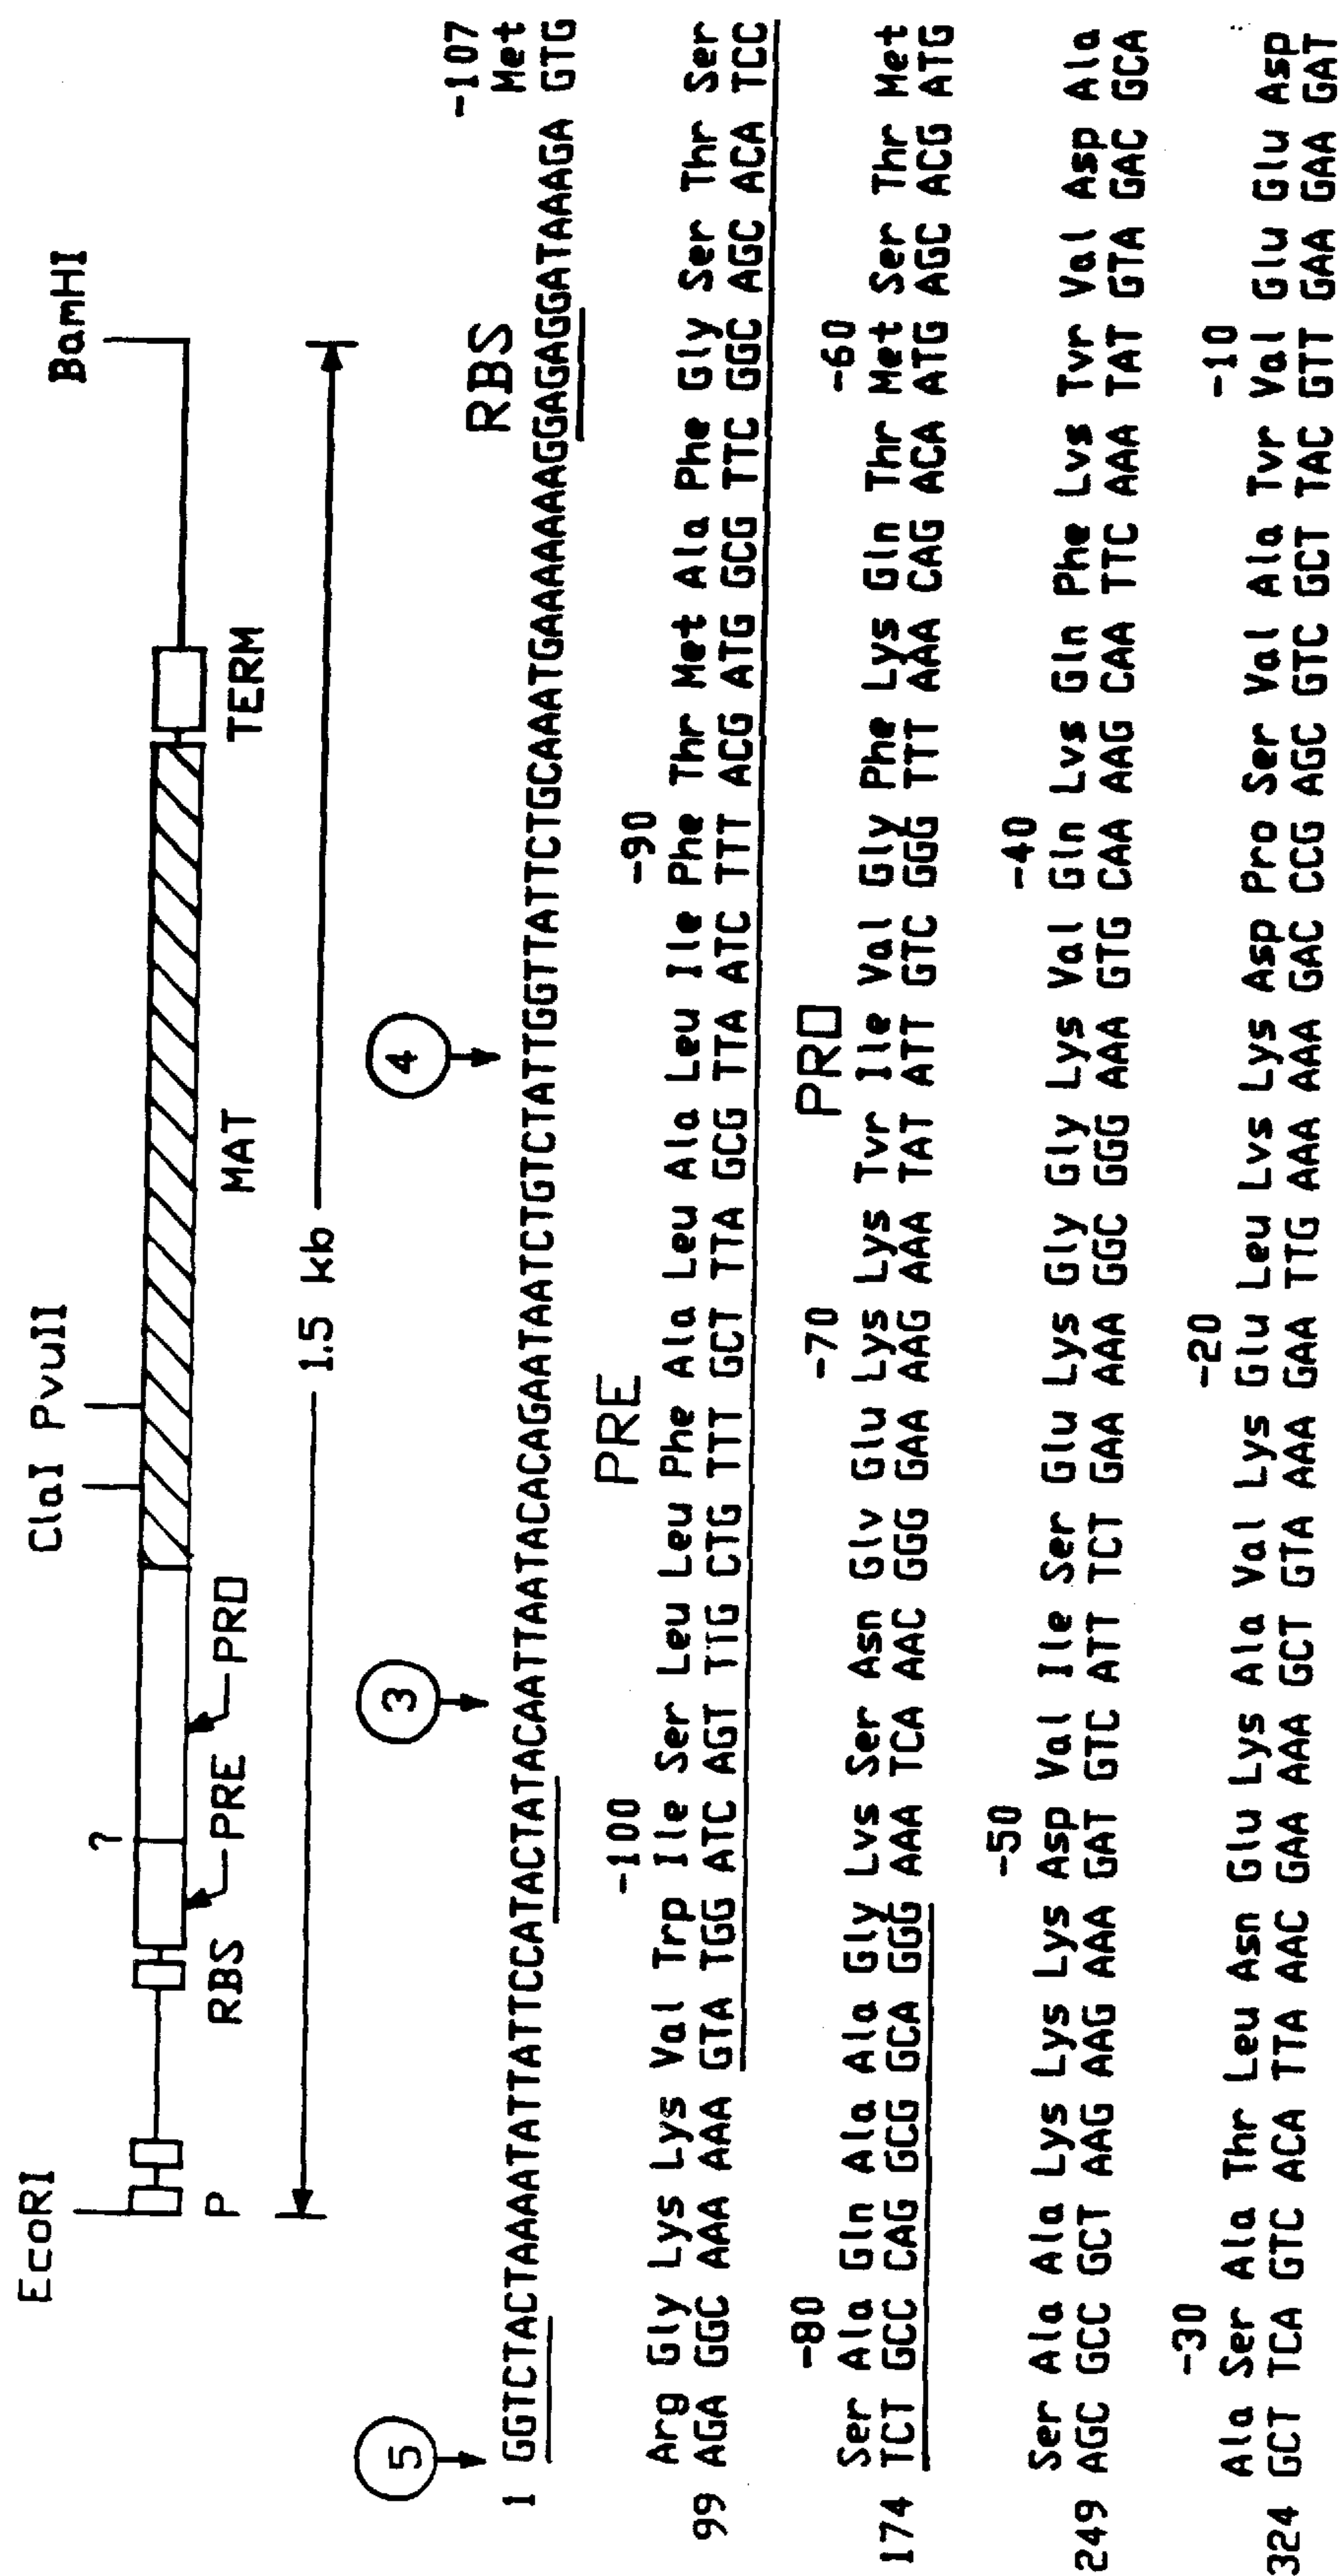 EcoRI
ClaI PvuII
BamHI
?
P
RBS
PRE
PRO
MAT
TERM
1.5 kb
5
3
4
RBS
-107
Met
1 GGTCTACTAAAATATTATTCCATACTATACAATTAATACACAGAATAATCTGTCTATTGGTTATTCTGCAAATGAAAAAAAGGAGAGGATAAAGA GTG
PRE
-100 -90
Arg Gly Lys Lys Val Trp Ile Ser Leu Leu Phe Ala Leu Ala Leu Ile Phe Thr Met Ala Phe Gly Ser Thr Ser
99 AGA GGC AAA AAA GTA TGG ATC AGT TTG CTG TTT GCT TTA GCG TTA ATC TTT ACG ATG GCG TTC GGC AGC ACA TCC
PRO
-80 -70 -60
Ser Ala Gln Ala Ala Gly Lvs Ser Asn Glv Glu Lys Lys Tvr Ile Val Gly Phe Lys Gln Thr Met Ser Thr Met
174 TCT GCC CAG GCG GCA GGG AAA TCA AAC GGG GAA AAG AAA TAT ATT GTC GGG TTT AAA CAG ACA ATG AGC ACG ATG
-50 -40
Ser Ala Ala Lys Lys Lys Asp Val Ile Ser Glu Lys Gly Gly Lys Val Gln Lvs Gln Phe Lvs Tvr Val Asp Ala
249 AGC GCC GCT AAG AAG AAA GAT GTC ATT TCT GAA AAA GGC GGG AAA GTG CAA AAG CAA TTC AAA TAT GTA GAC GCA
-30 -20 -10
Ala Ser Ala Thr Leu Asn Glu Lys Ala Val Lys Glu Leu Lvs Lys Asp Pro Ser Val Ala Tvr Val Glu Glu Asp
324 GCT TCA GTC ACA TTA AAC GAA AAA GCT GTA AAA GAA TTG AAA AAA GAC CCG AGC GTC GCT TAC GTT GAA GAA GAT